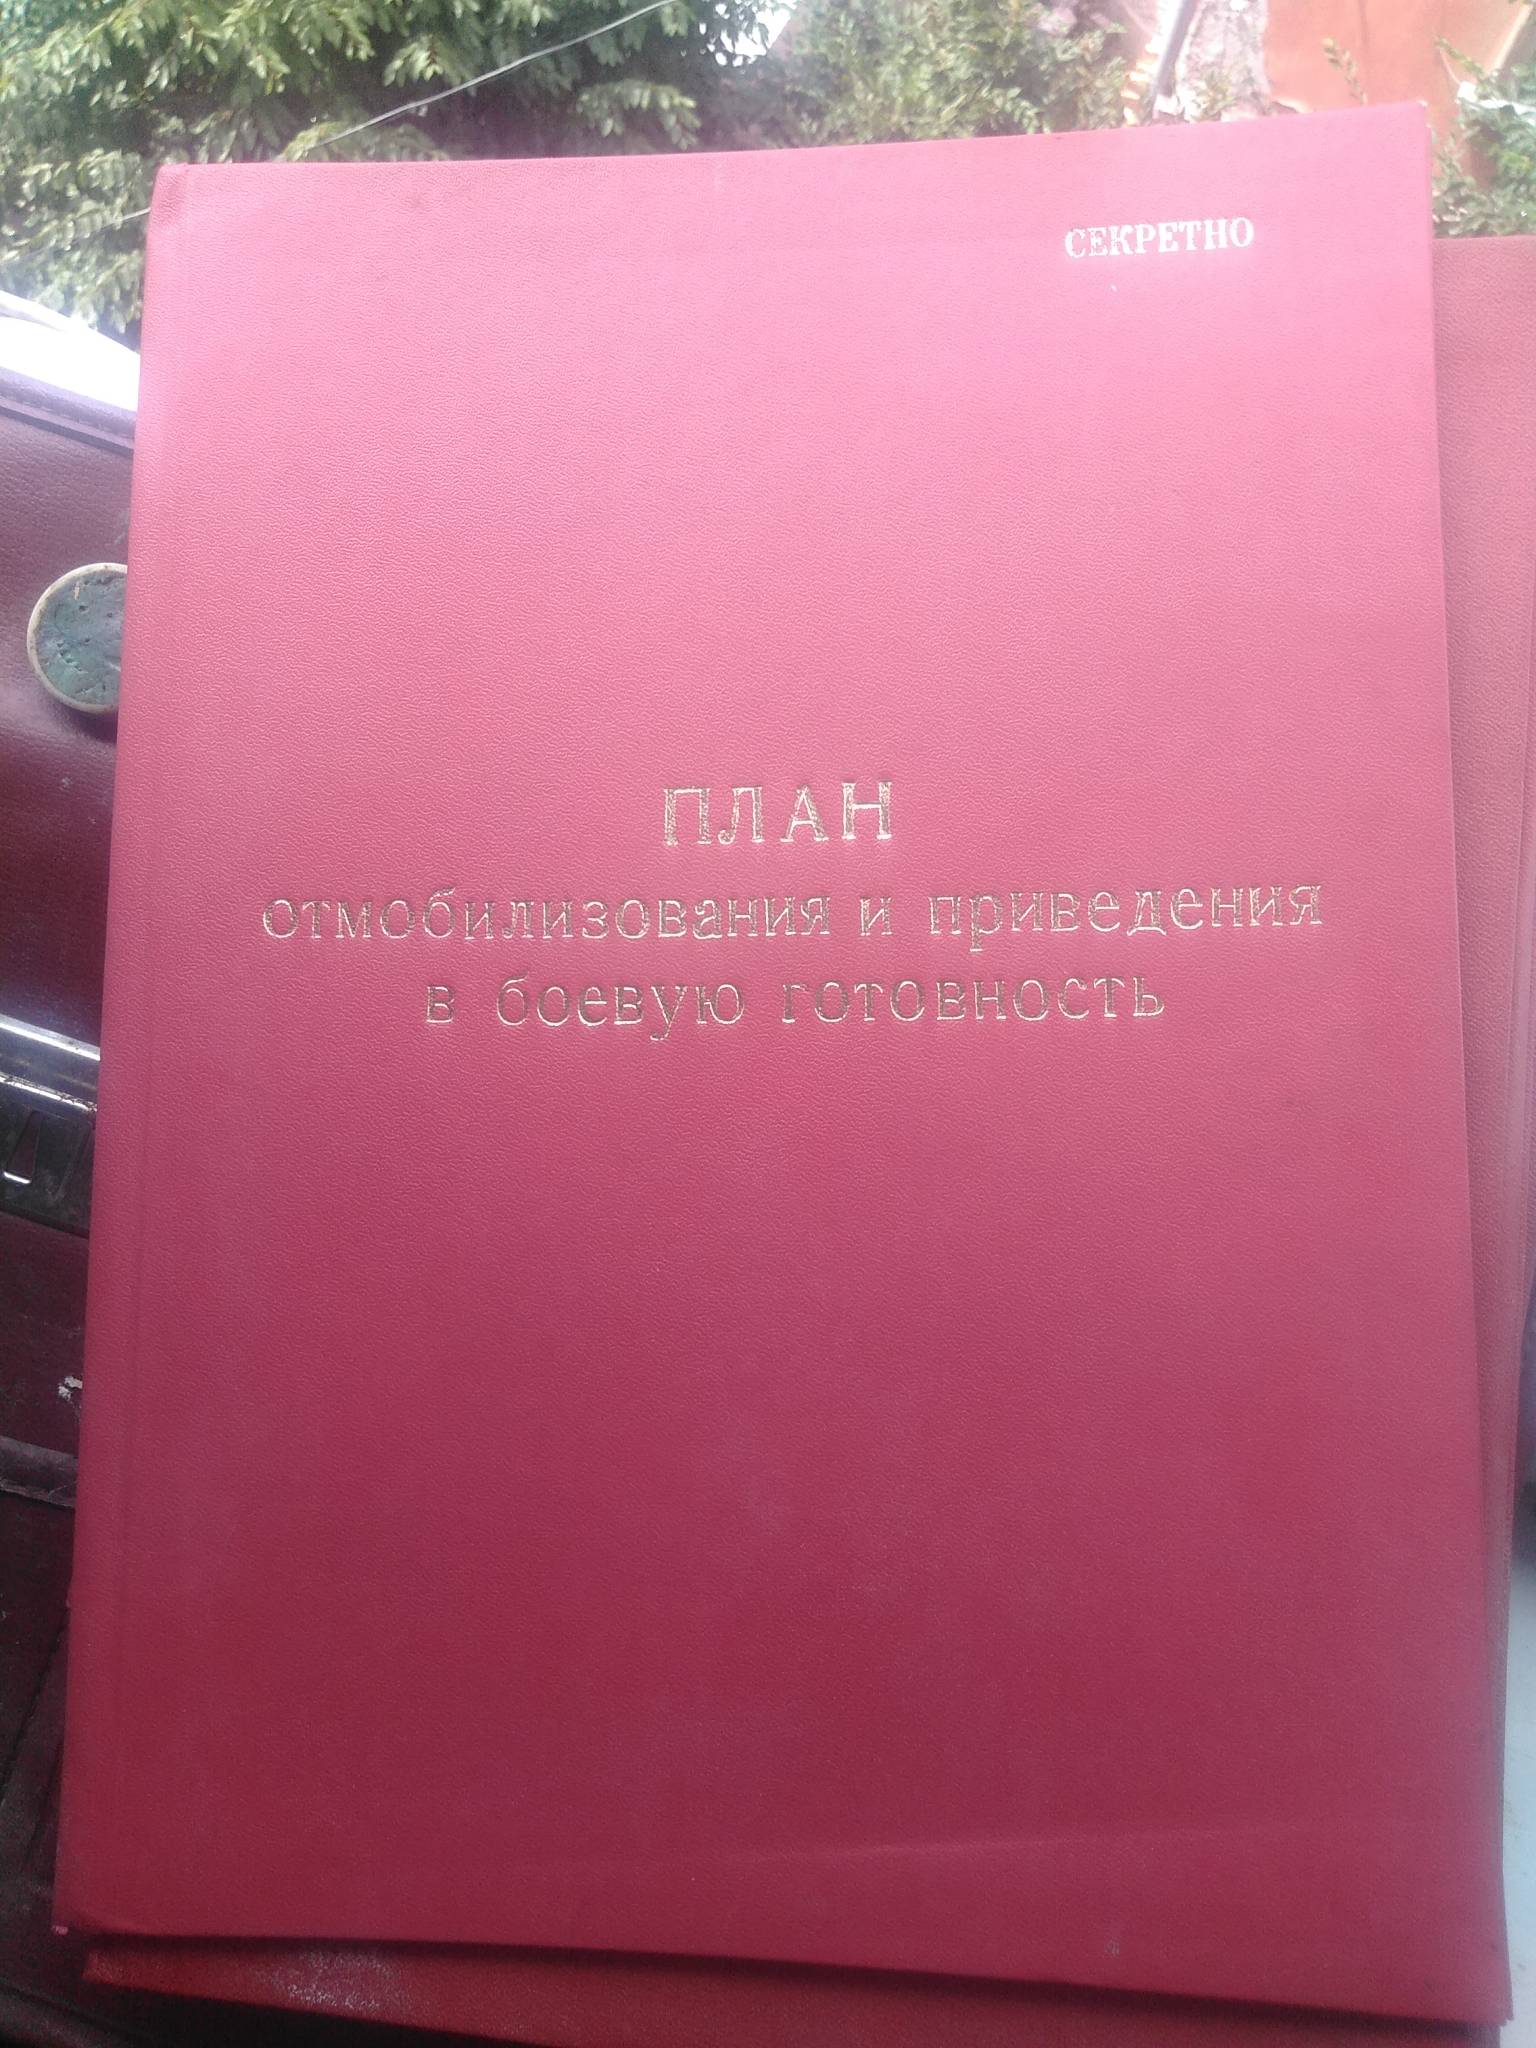 СЕКРЕТНО
ПЛАН
отмобилизования и приведения
в боевую готовность